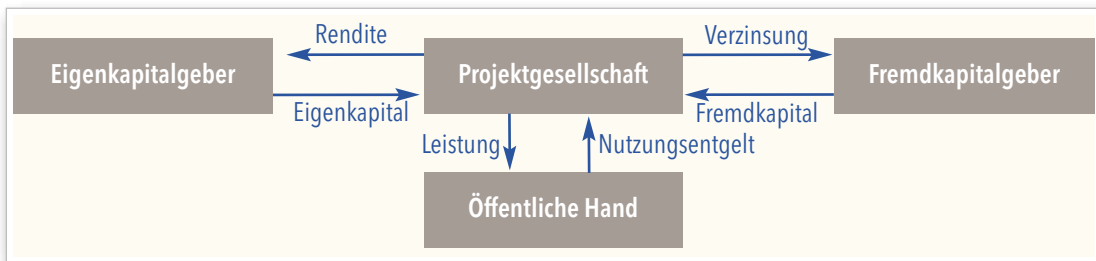 Rendite
Verzinsung
Eigenkapitalgeber
Projektgesellschaft
Fremdkapitalgeber
Eigenkapital
Fremdkapital
Leistung
Nutzungsentgelt
Öffentliche Hand